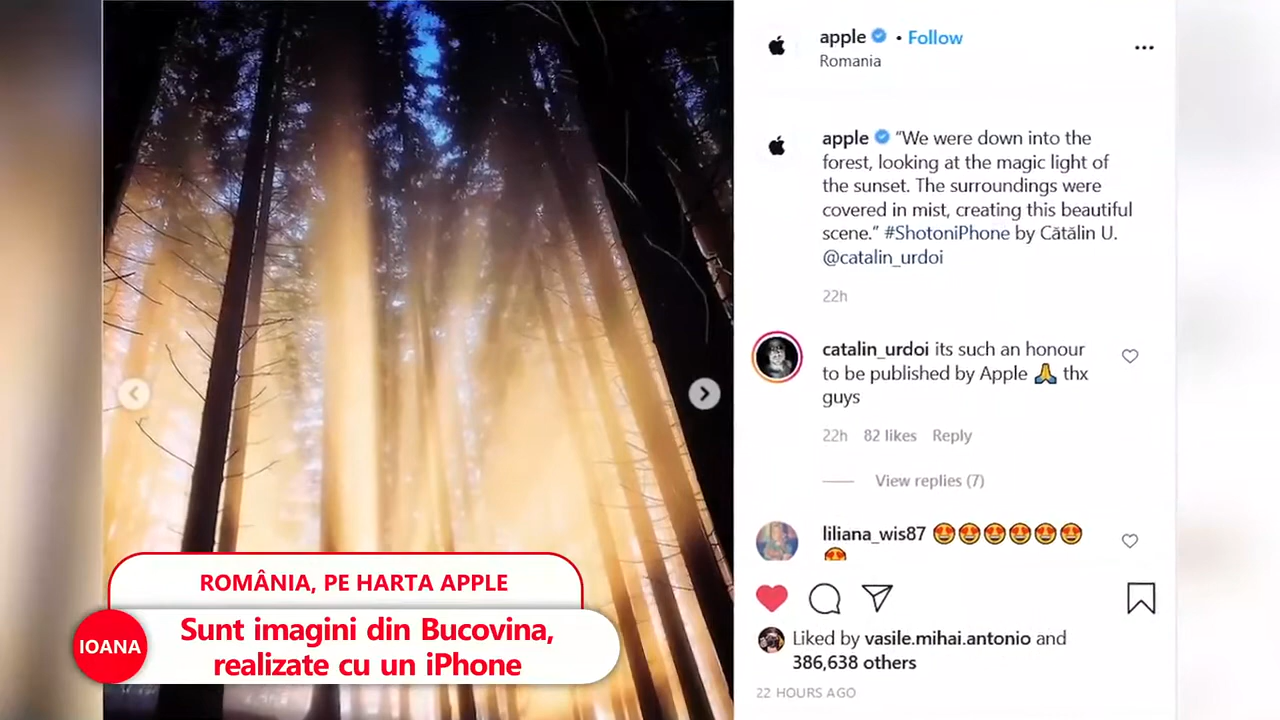 apple • Follow
Romania
apple “We were down into the
forest, looking at the magic light of
the sunset. The surroundings were
covered in mist, creating this beautiful
scene.” #ShotoniPhone by Cătălin U.
@catalin_urdoi
22h
catalin_urdoi its such an honour
to be published by Apple 🙏 thx
guys
22h 82 likes Reply
View replies (7)
liliana_wis87 😍😍😍😍😍😍
😍
Liked by vasile.mihai.antonio and
386,638 others
22 HOURS AGO
ROMÂNIA, PE HARTA APPLE
IOANA
Sunt imagini din Bucovina,
realizate cu un iPhone